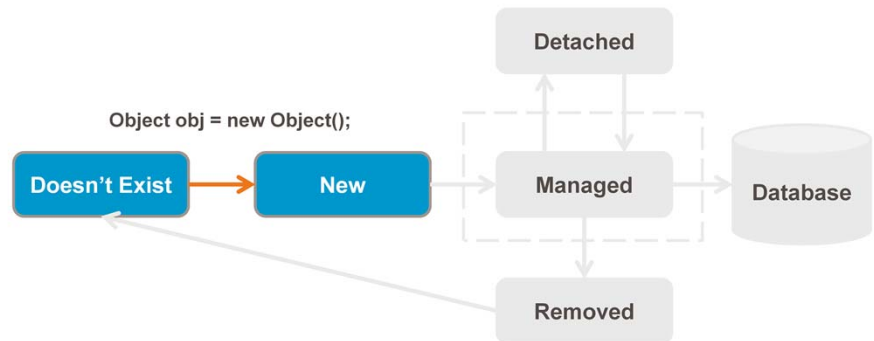 Detached
Object obj = new Object();
Doesn’t Exist
New
Managed
Database
Removed